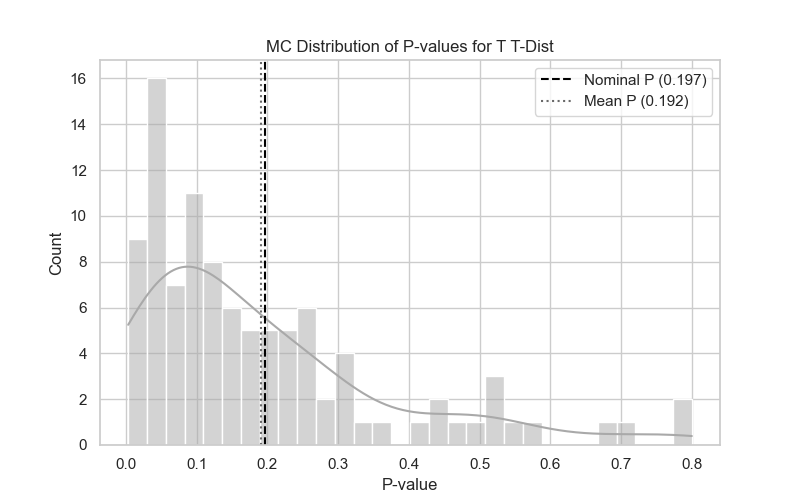 MC Distribution of P-values for T T-Dist
Nominal P (0.197)
Mean P (0.192)
Count
16
14
12
10
8
6
4
2
0
0.0 0.1 0.2 0.3 0.4 0.5 0.6 0.7 0.8
P-value